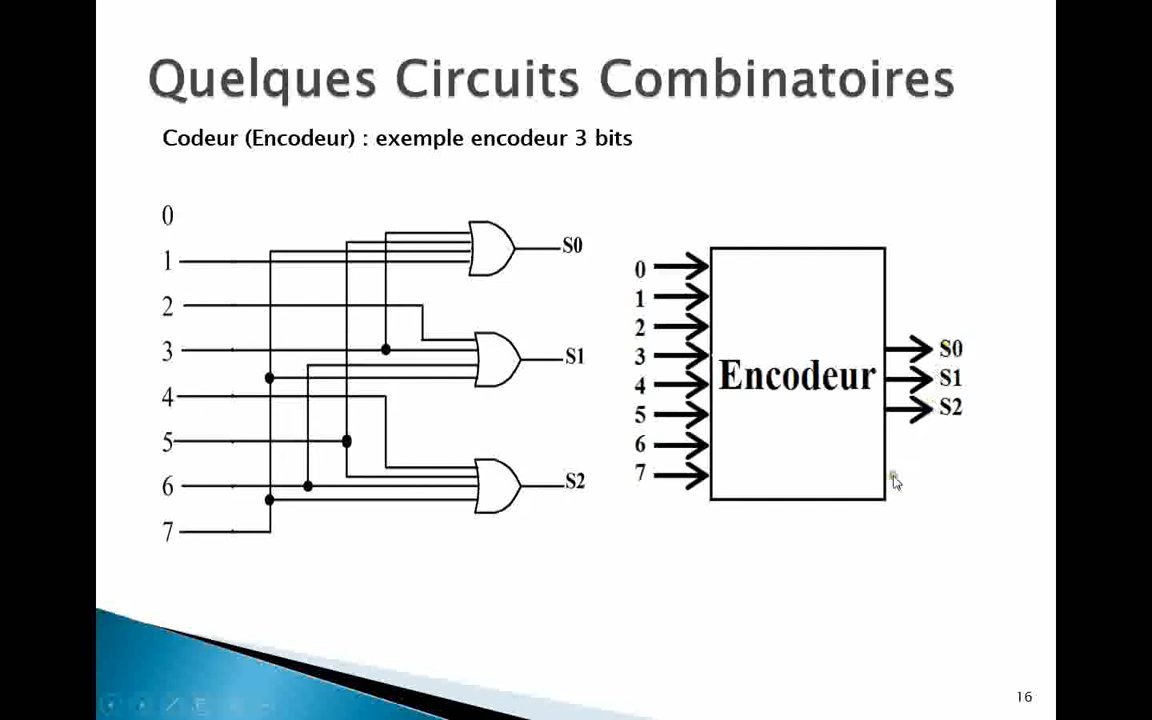 Quelques Circuits Combinatoires
Codeur (Encodeur) : exemple encodeur 3 bits
0
1
2
3
4
5
6
7
S0
S1
S2
0
1
2
3
4
5
6
7
Encodeur
S0
S1
S2
16